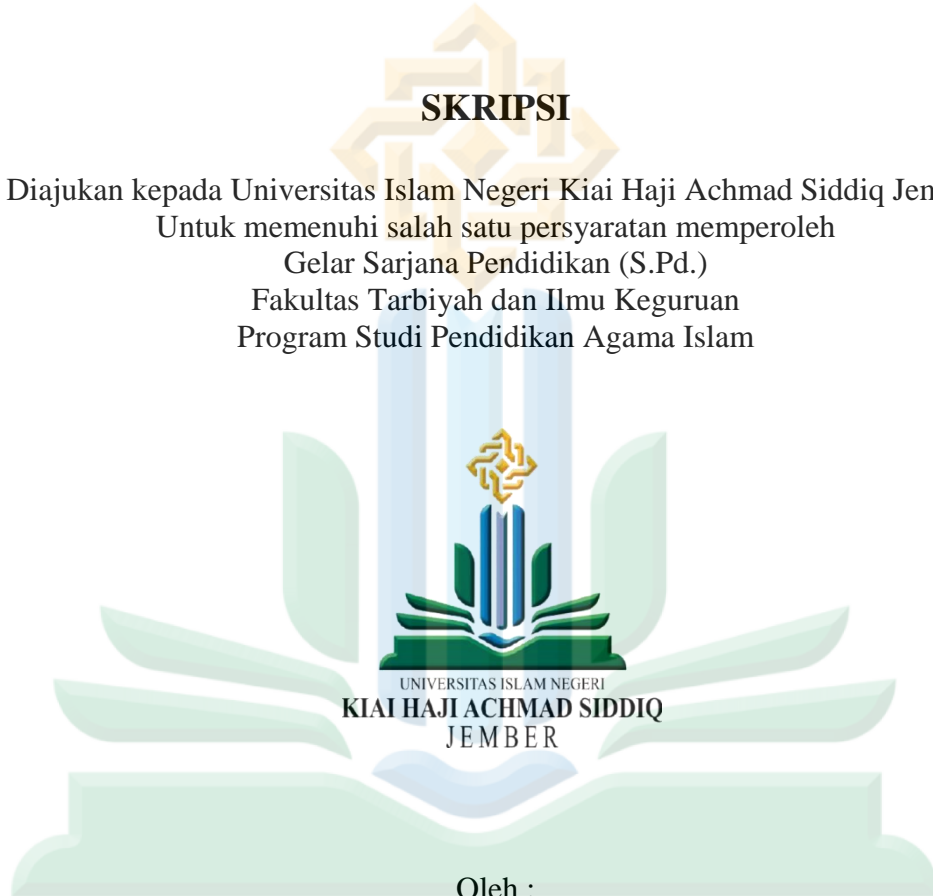 SKRIPSI
Diajukan kepada Universitas Islam Negeri Kiai Haji Achmad Siddiq Jem
Untuk memenuhi salah satu persyaratan memperoleh
Gelar Sarjana Pendidikan (S.Pd.)
Fakultas Tarbiyah dan Ilmu Keguruan
Program Studi Pendidikan Agama Islam
UNIVERSITAS ISLAM NEGERI
KIAI HAJI ACHMAD SIDDIQ
JEMBER
Oleh :